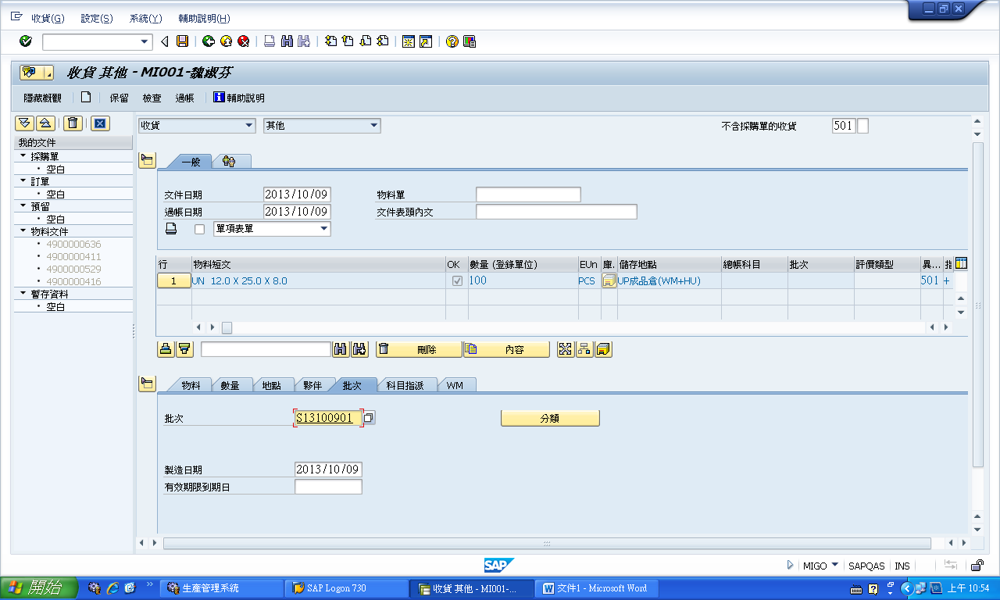 收貨(G) 設定(S) 系統(Y) 輔助說明(H)
收貨 其他 - MI001-魏淑芬
隱藏概觀 保留 檢查 過帳 輔助說明
我的文件
採購單
空白
訂單
空白
預留
空白
物料文件
4900000636
4900000411
4900000529
4900000416
暫存資料
空白
收貨 其他 不含採購單的收貨 501
一般
文件日期 2013/10/09 物料單
過帳日期 2013/10/09 文件表頭內文
單項表單
行 物料短文 OK 數量 (登錄單位) EUn 庫. 儲存地點 總帳科目 批次 評價類型 異...
1 UN 12.0 X 25.0 X 8.0 100 PCS UP成品倉(WM+HU) 501 +
刪除 內容
物料 數量 地點 夥伴 批次 科目指派 WM
批次 S13100901 分類
製造日期 2013/10/09
有效期限到期日
SAP MIGO SAPQAS INS
開始 生產管理系統 SAP Logon 730 收貨 其他 - MI001-... 文件1 - Microsoft Word 上午 10:54